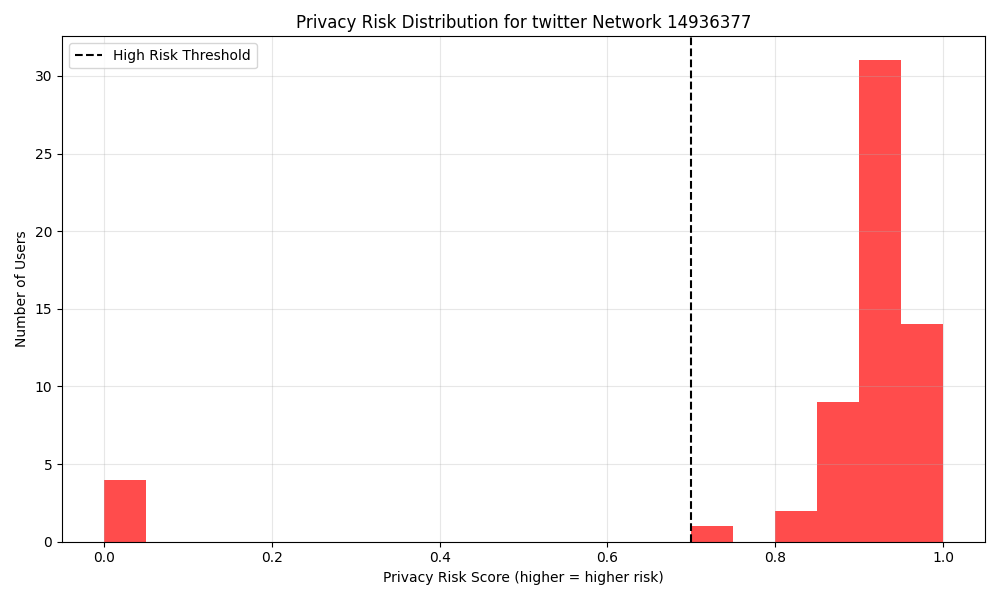 Privacy Risk Distribution for twitter Network 14936377
High Risk Threshold
Number of Users
30
25
20
15
10
5
0
0.0 0.2 0.4 0.6 0.8 1.0
Privacy Risk Score (higher = higher risk)